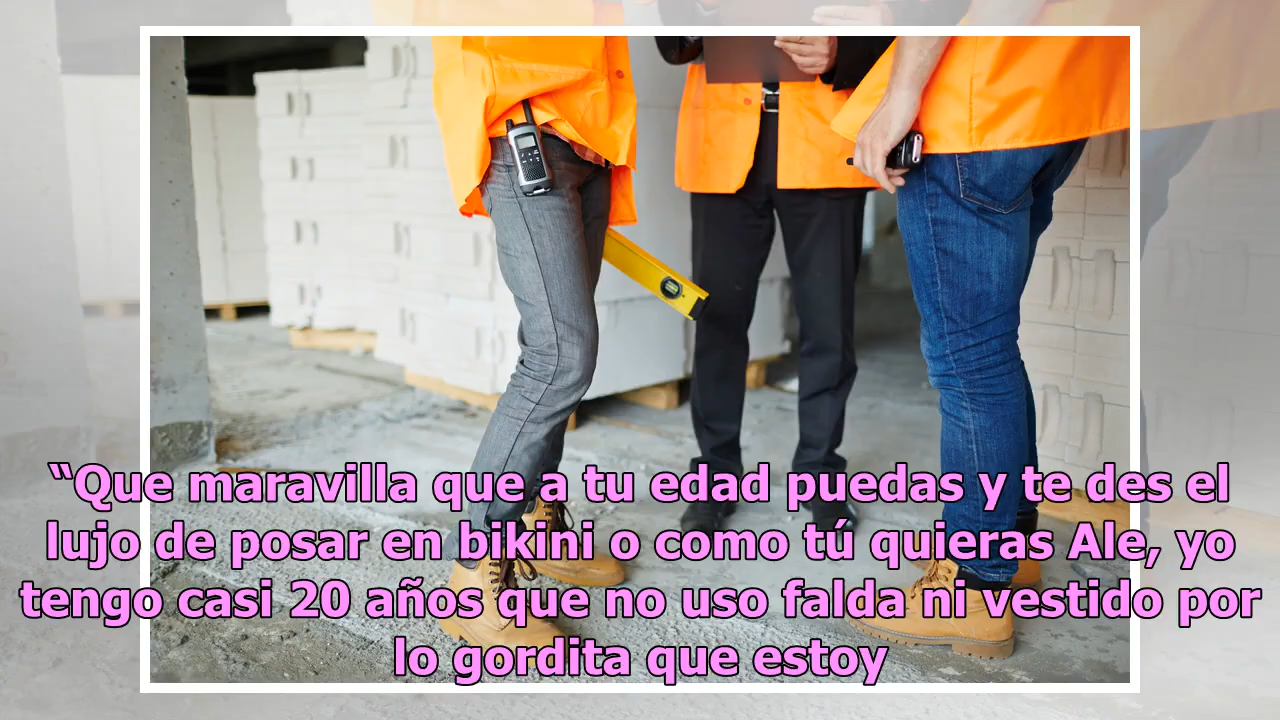 “Que maravilla que a tu edad puedas y te des el
lujo de posar en bikini o como tú quieras Ale, yo
tengo casi 20 años que no uso falda ni vestido por
lo gordita que estoy